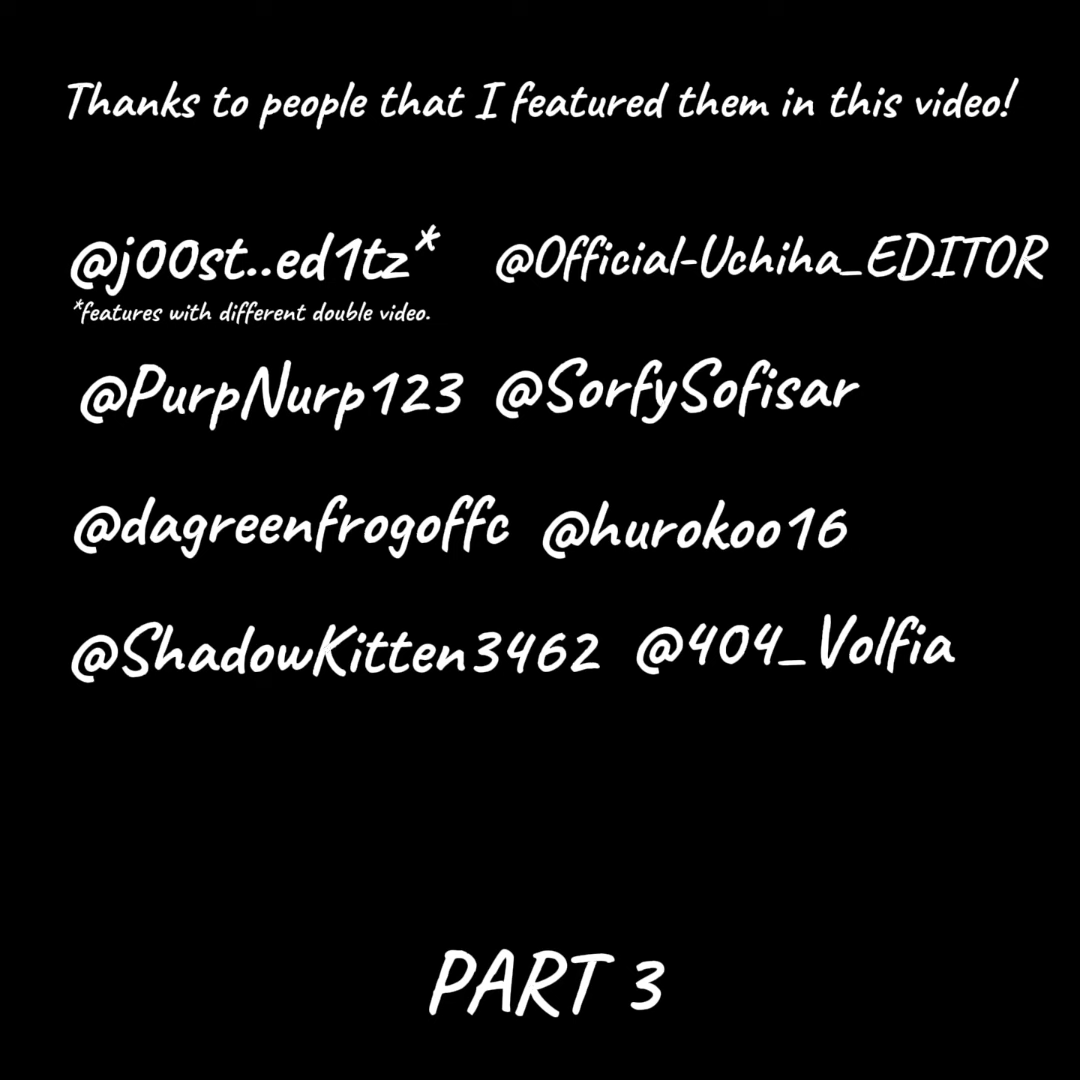 Thanks to people that I featured them in this video!
@j00st..ed1tz* @Official-Uchiha_EDITOR
*features with different double video.
@PurpNurp123 @SorfySofisar
@dagreenfrogoffc @hurokoo16
@ShadowKitten3462 @404_Volfia
PART 3